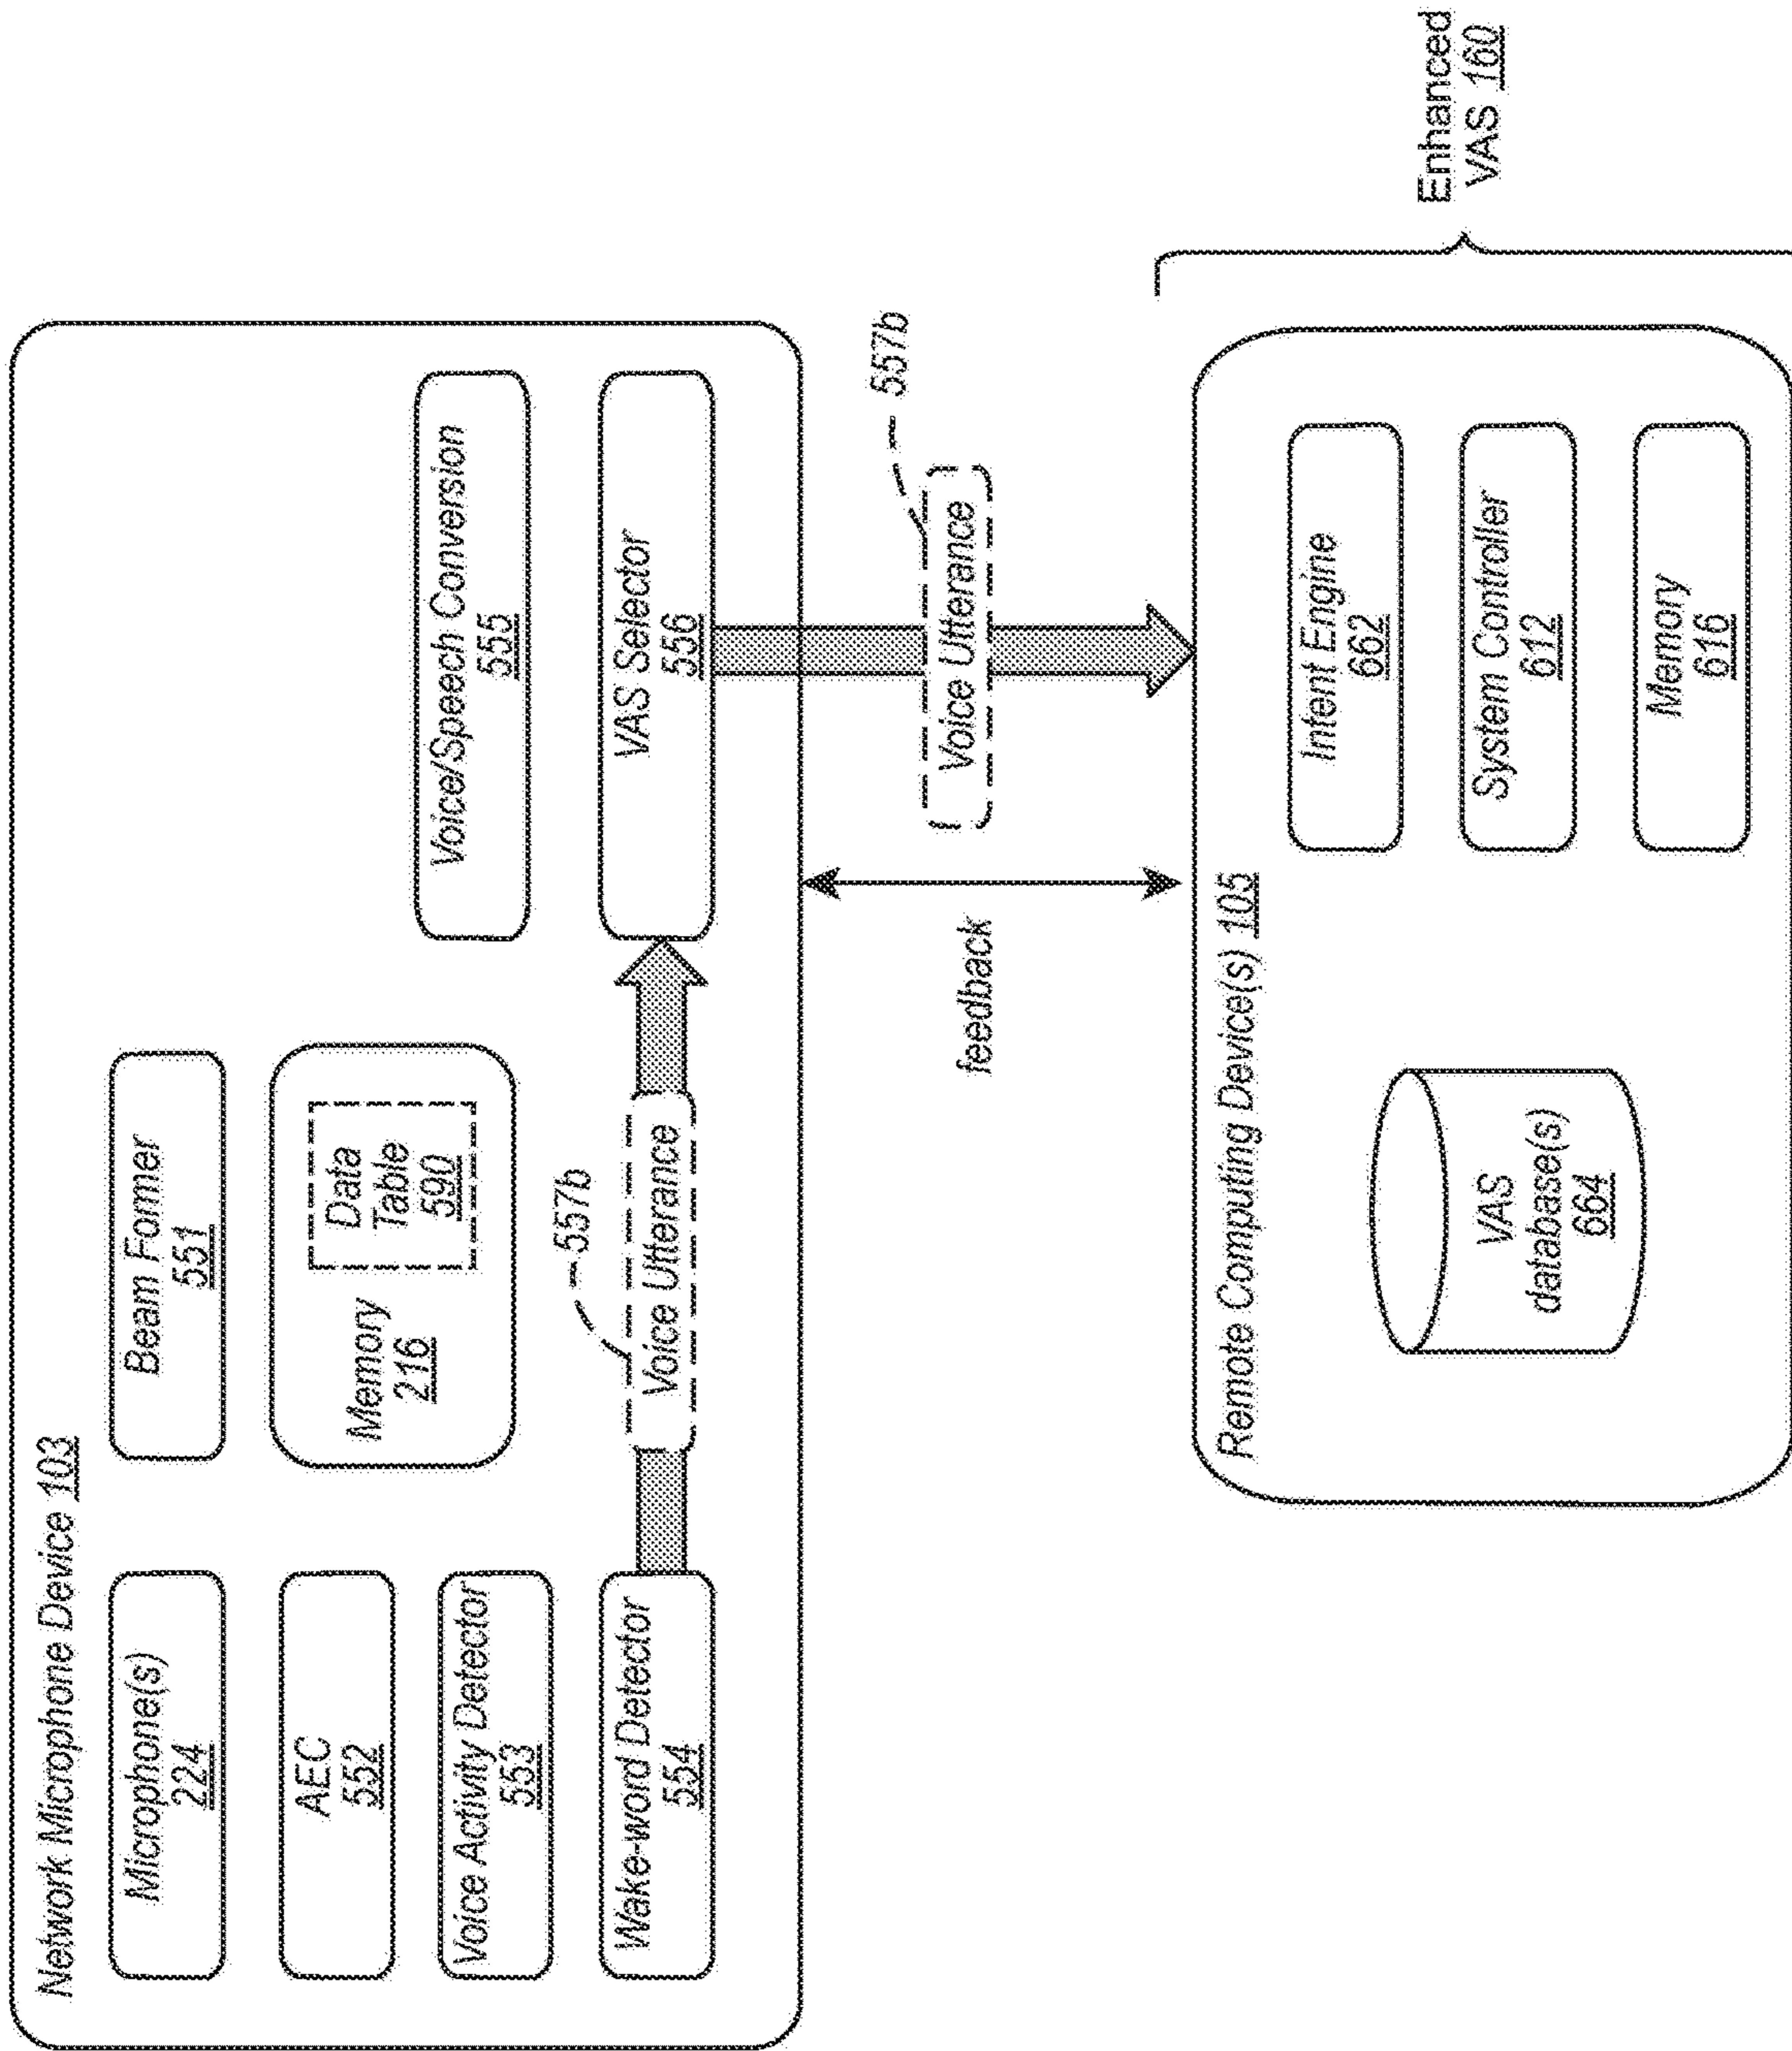 Network Microphone Device 103
Microphone(s)
224
Beam Former
551
AEC
552
Memory
216
Data
Table
590
Voice Activity Detector
553
Voice/Speech Conversion
555
557b
Wake-word Detector
554
Voice Utterance
VAS Selector
556
feedback
Voice Utterance
557b
Remote Computing Device(s) 105
VAS
database(s)
664
Intent Engine
662
System Controller
612
Memory
616
Enhanced
VAS 160